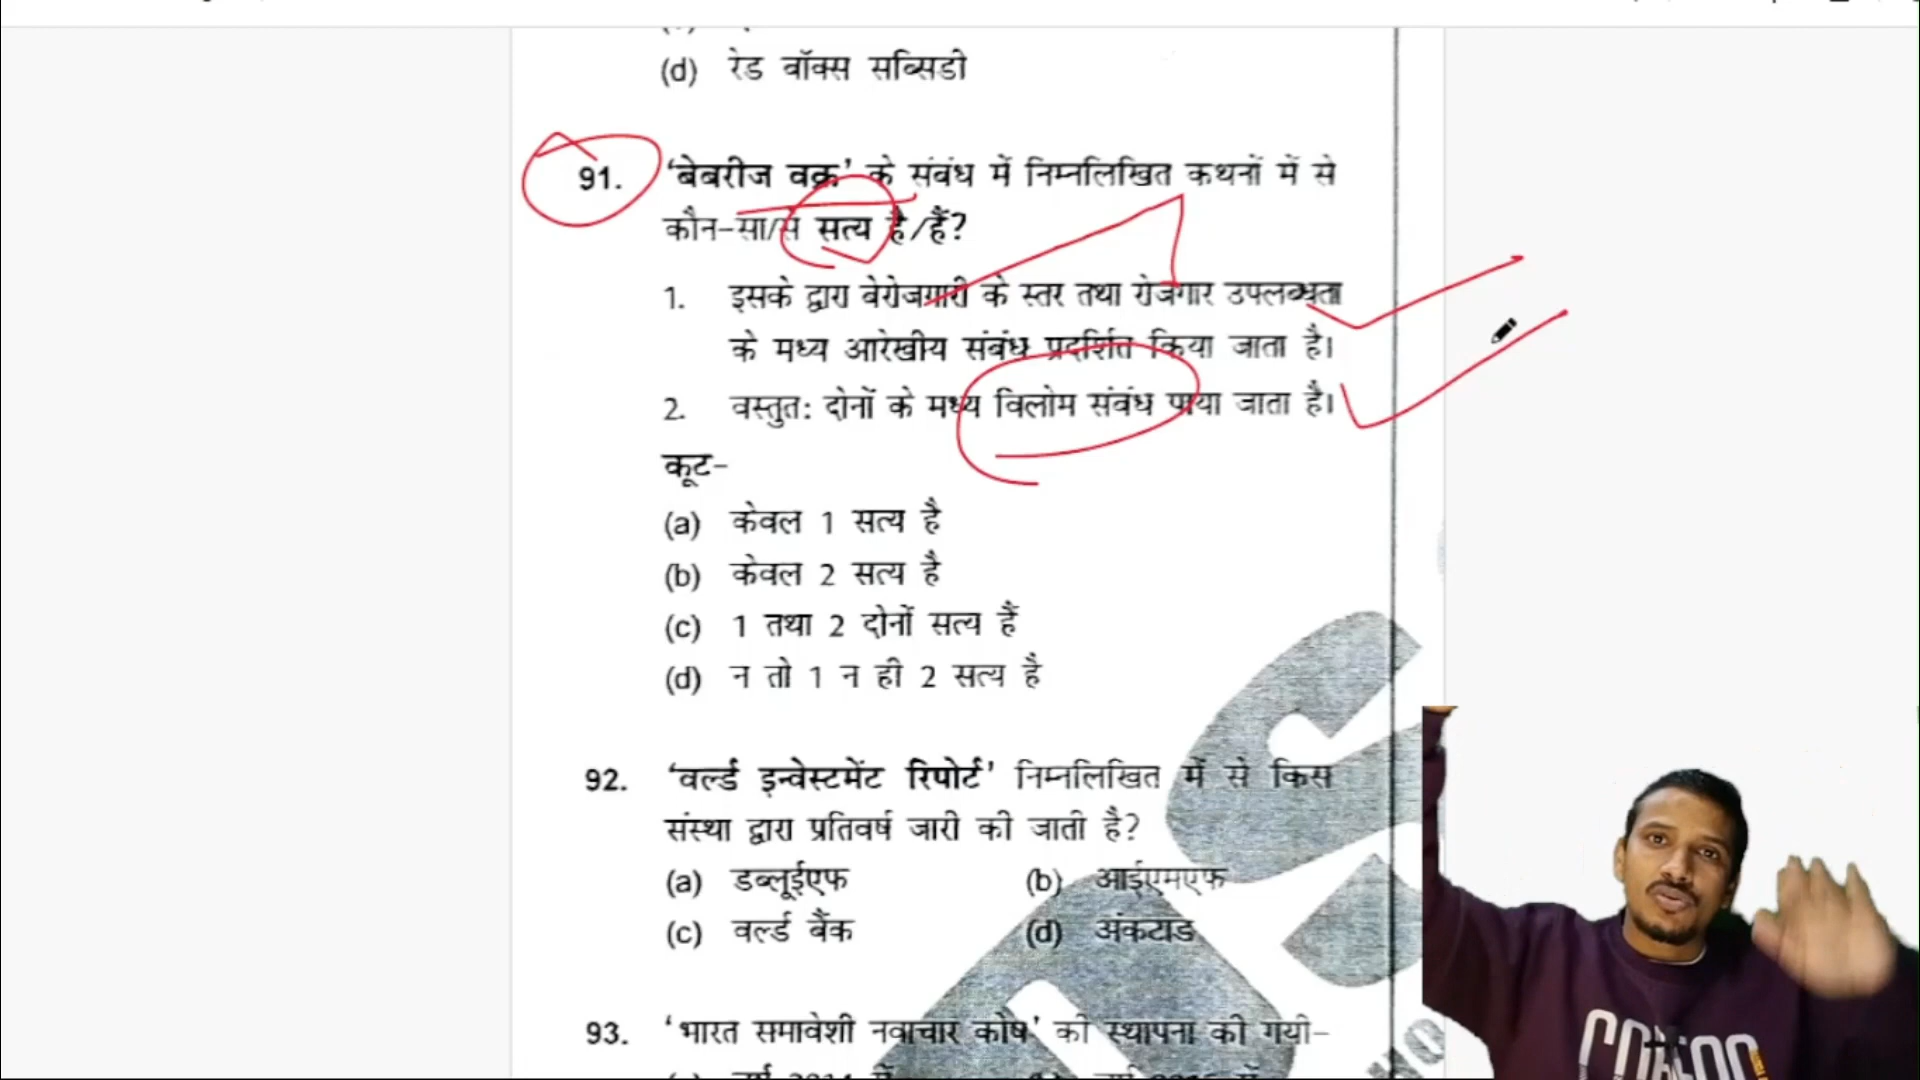 (d) रेड बॉक्स सब्सिडी
91. 'बेबरीज वक्र' के संबंध में निम्नलिखित कथनों में से
कौन-सा/से सत्य है/हैं?
1. इसके द्वारा बेरोजगारी के स्तर तथा रोजगार उपलब्धता
के मध्य आरेखीय संबंध प्रदर्शित किया जाता है।
2. वस्तुत: दोनों के मध्य विलोम संबंध पाया जाता है।
कूट-
(a) केवल 1 सत्य है
(b) केवल 2 सत्य है
(c) 1 तथा 2 दोनों सत्य हैं
(d) न तो 1 न ही 2 सत्य है
92. 'वर्ल्ड इन्वेस्टमेंट रिपोर्ट' निम्नलिखित में से किस
संस्था द्वारा प्रतिवर्ष जारी की जाती है?
(a) डब्लूईएफ (b) आईएमएफ
(c) वर्ल्ड बैंक (d) अंकटाड
93. 'भारत समावेशी नवाचार कोष' की स्थापना की गयी-